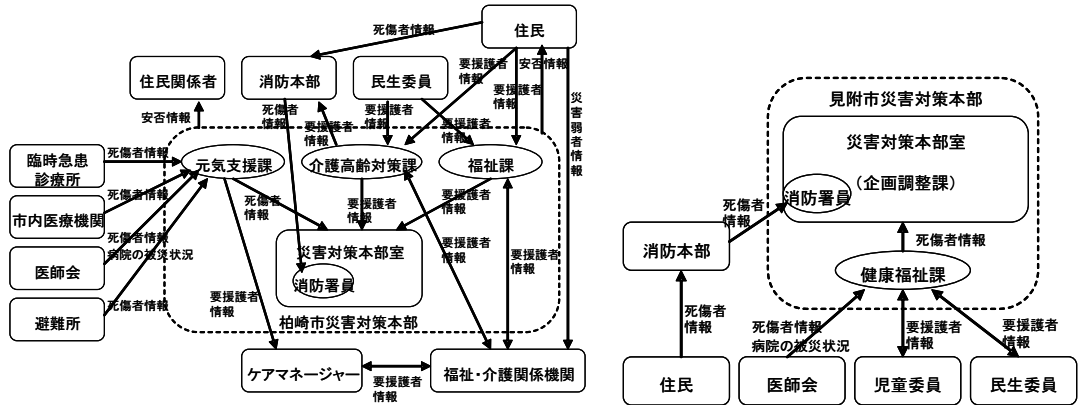 住民
死傷者情報
住民関係者
消防本部
民生委員
要援護者
情報
安否情報
要援護者
情報
災害弱者情報
安否情報
死傷者
情報
要援護者
情報
要援護者
情報
要援護者
情報
臨時急患
診療所
死傷者情報
元気支援課
介護高齢対策課
福祉課
市内医療機関
死傷者情報
死傷者
情報
要援護者
情報
要援護者
情報
医師会
死傷者情報
病院の被災状況
災害対策本部室
消防署員
要援護者
情報
要援護者
情報
避難所
死傷者情報
要援護者
情報
柏崎市災害対策本部
ケアマネージャー
要援護者
情報
福祉・介護関係機関
見附市災害対策本部
災害対策本部室
(企画調整課)
消防署員
死傷者
情報
消防本部
死傷者情報
健康福祉課
死傷者
情報
死傷者情報
病院の被災状況
要援護者
情報
要援護者
情報
住民
医師会
児童委員
民生委員